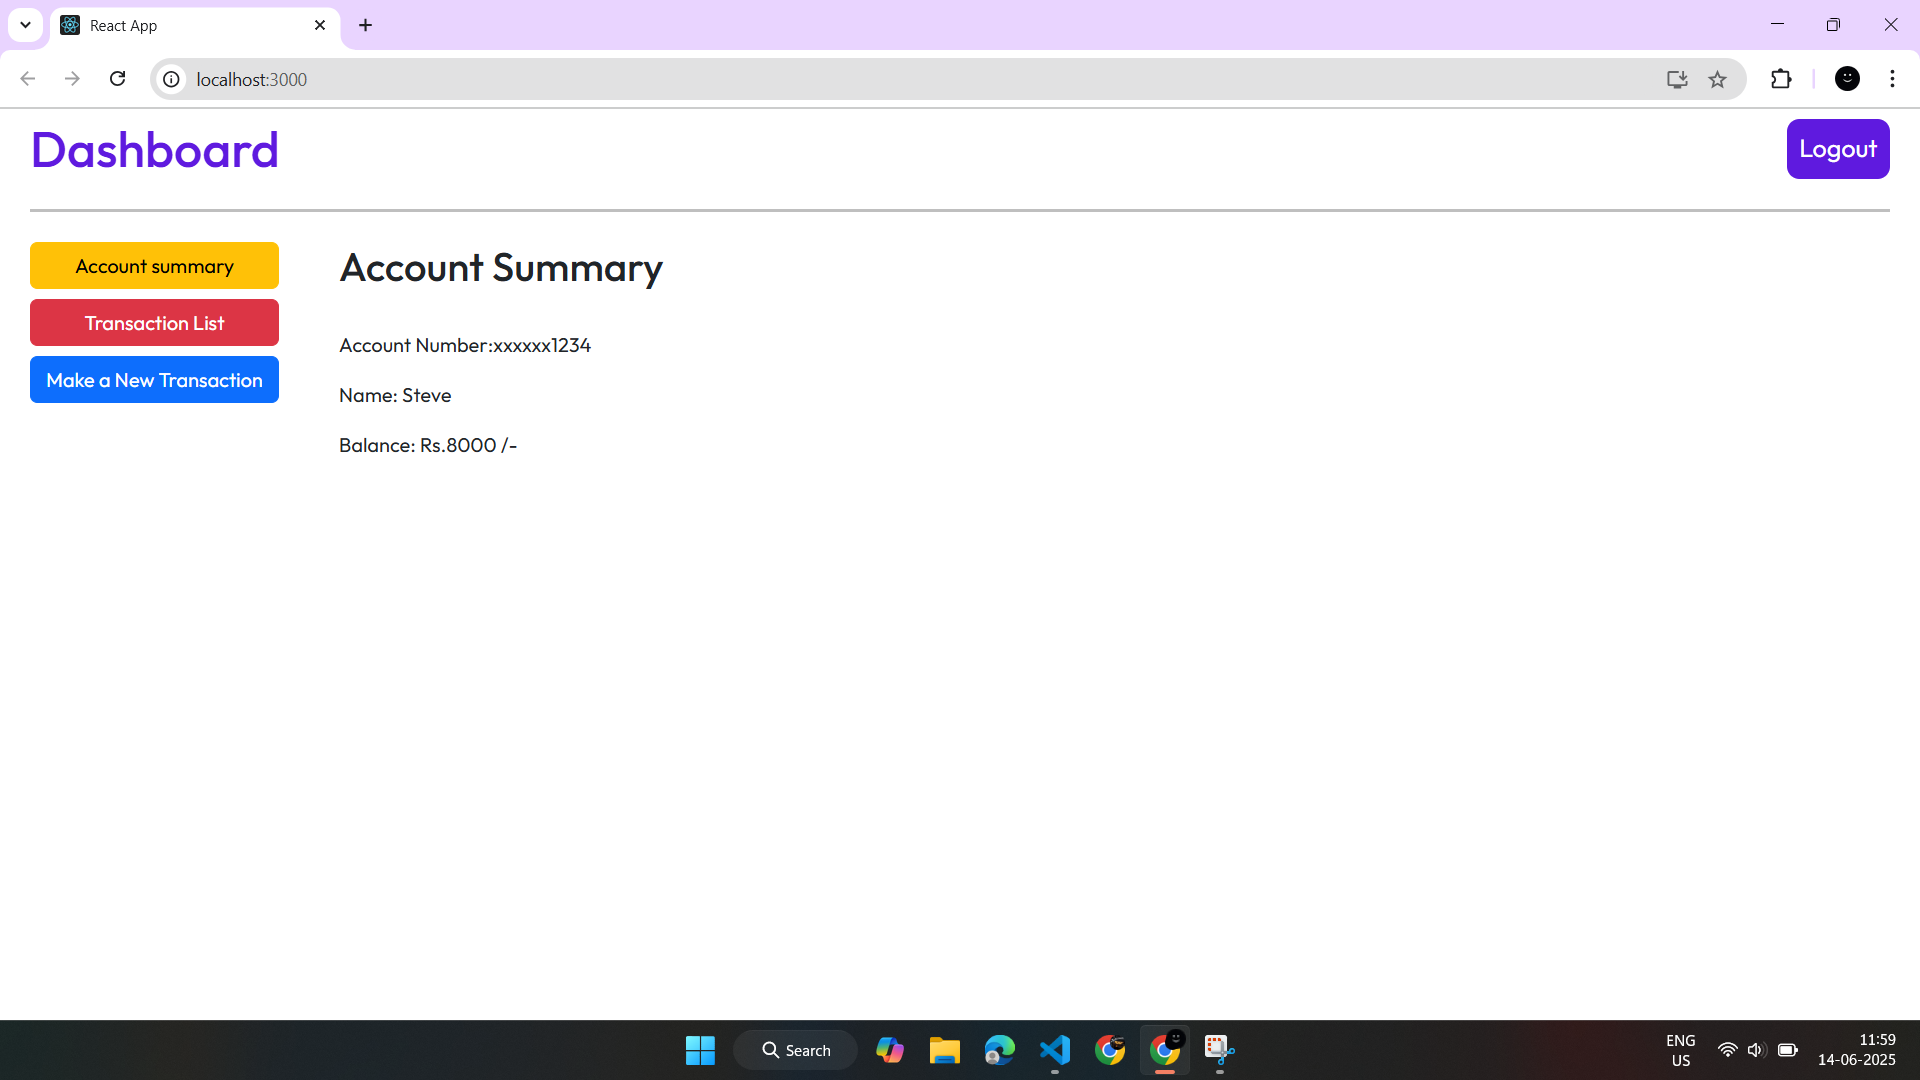 React App
localhost:3000
Dashboard
Logout
Account summary
Transaction List
Make a New Transaction
Account Summary
Account Number:xxxxxx1234
Name: Steve
Balance: Rs.8000 /-
Search
ENG
US
11:59
14-06-2025